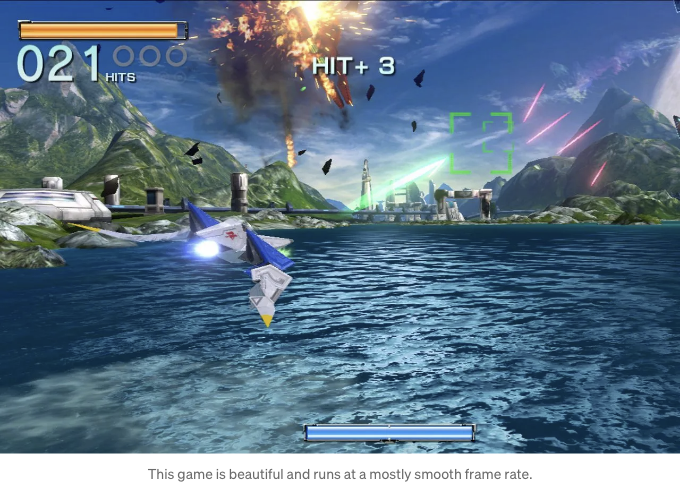 021 HITS
HIT+ 3
This game is beautiful and runs at a mostly smooth frame rate.